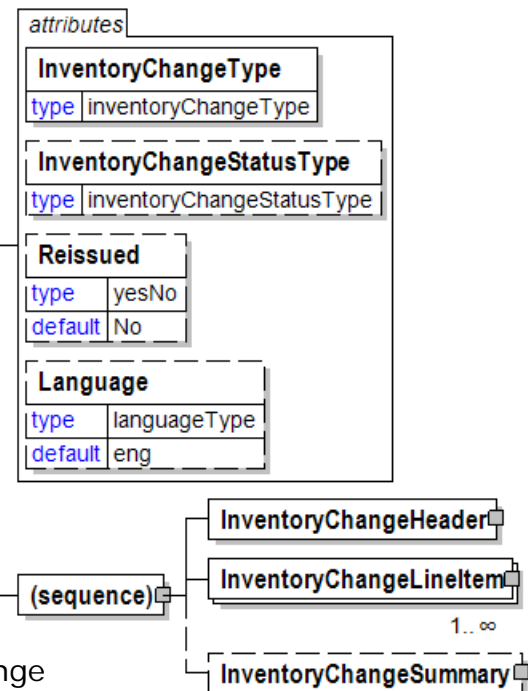 attributes
InventoryChangeType
type inventoryChangeType
InventoryChangeStatusType
type inventoryChangeStatusType
Reissued
type yesNo
default No
Language
type languageType
default eng
InventoryChangeHeader
(sequence)
InventoryChangeLineItem
1.. ∞
InventoryChangeSummary